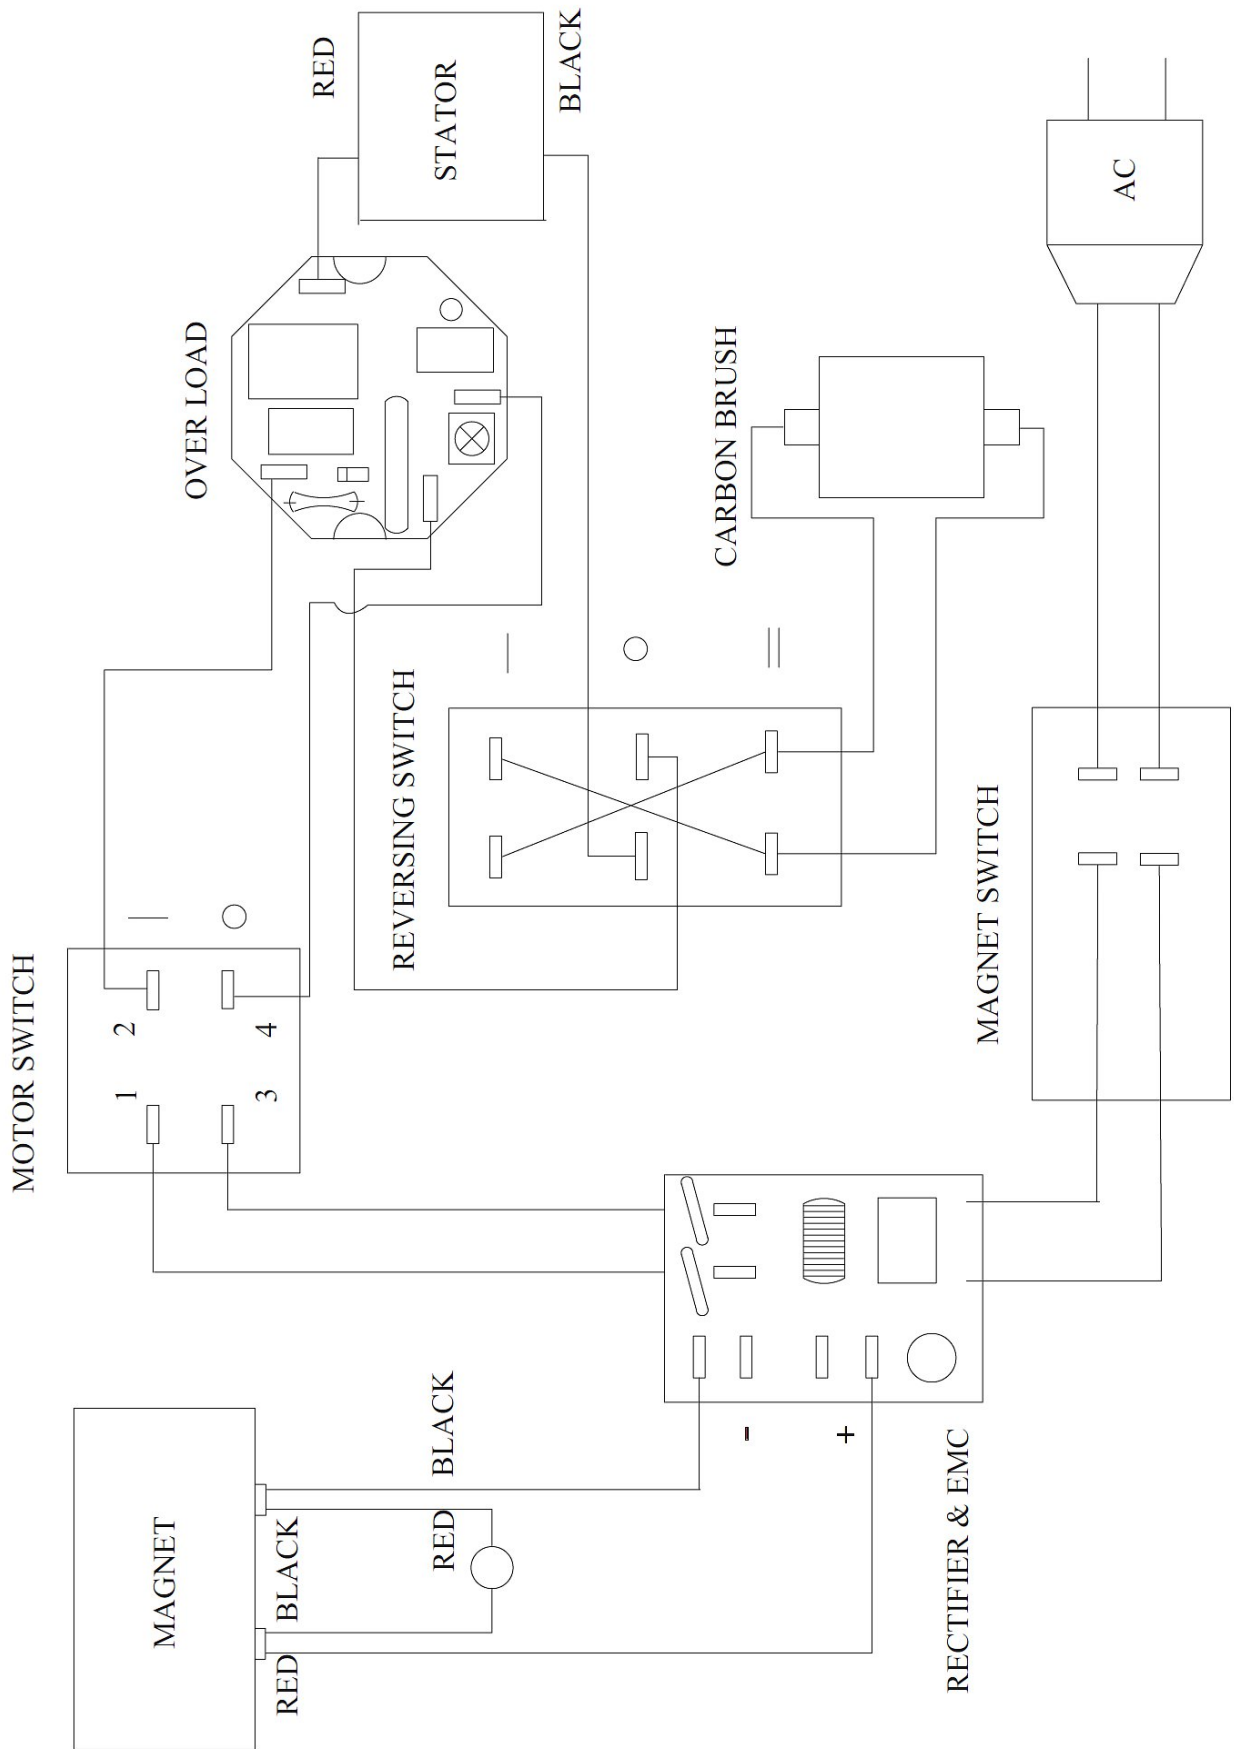 MOTOR SWITCH
1
2
3
4
OVER LOAD
RED
STATOR
BLACK
REVERSING SWITCH
CARBON BRUSH
AC
MAGNET SWITCH
MAGNET
RED
BLACK
RED
BLACK
-
+
RECTIFIER & EMC